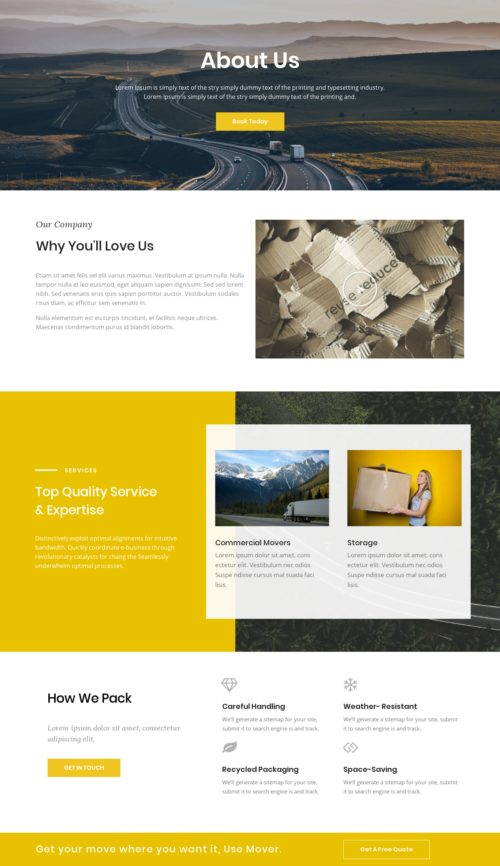 About Us
Lorem Ipsum is simply text of the stry simply dummy text of the printing and typesetting industry.
Lorem Ipsum is simply text of the stry simply dummy text of the printing and.
Book Today
Our Company
Why You'll Love Us
Etiam sit amet felis vel elit varius maximus. Vestibulum at ipsum nulla. Nulla
tempor nulla et leo euismod, eget aliquam sapien dignissim. Sed sed lorem
nibh. Sed venenatis eros quis sapien porttitor auctor. Vestibulum sodales
risus diam, ac efficitur sem venenatis in.
Nulla elementum est eu turpis tincidunt, et facilisis neque ultrices.
Maecenas condimentum purus id blandit lobortis.
reuse reduce
SERVICES
Top Quality Service
& Expertise
Distinctively exploit optimal alignments for intuitive
bandwidth. Quickly coordinate e-business through
revolutionary catalysts for chang the Seamlessly
underwhelm optimal processes.
Commercial Movers
Lorem ipsum dolor sit amet, cons
ectetur elit. Vestibulum nec odios
Suspe ndisse cursus mal suada faci
lisis.
Storage
Lorem ipsum dolor sit amet, cons
ectetur elit. Vestibulum nec odios
Suspe ndisse cursus mal suada faci
lisis.
How We Pack
Lorem ipsum dolor sit amet, consectetur
adipiscing elit.
GET IN TOUCH
Careful Handling
We'll generate a sitemap for your site,
submit it to search engine is and track.
Weather- Resistant
We'll generate a sitemap for your site, submit
it to search engine is and track.
Recycled Packaging
We'll generate a sitemap for your site,
submit it to search engine is and track.
Space-Saving
We'll generate a sitemap for your site, submit
it to search engine is and track.
Get your move where you want it, Use Mover.
Get A Free Quote